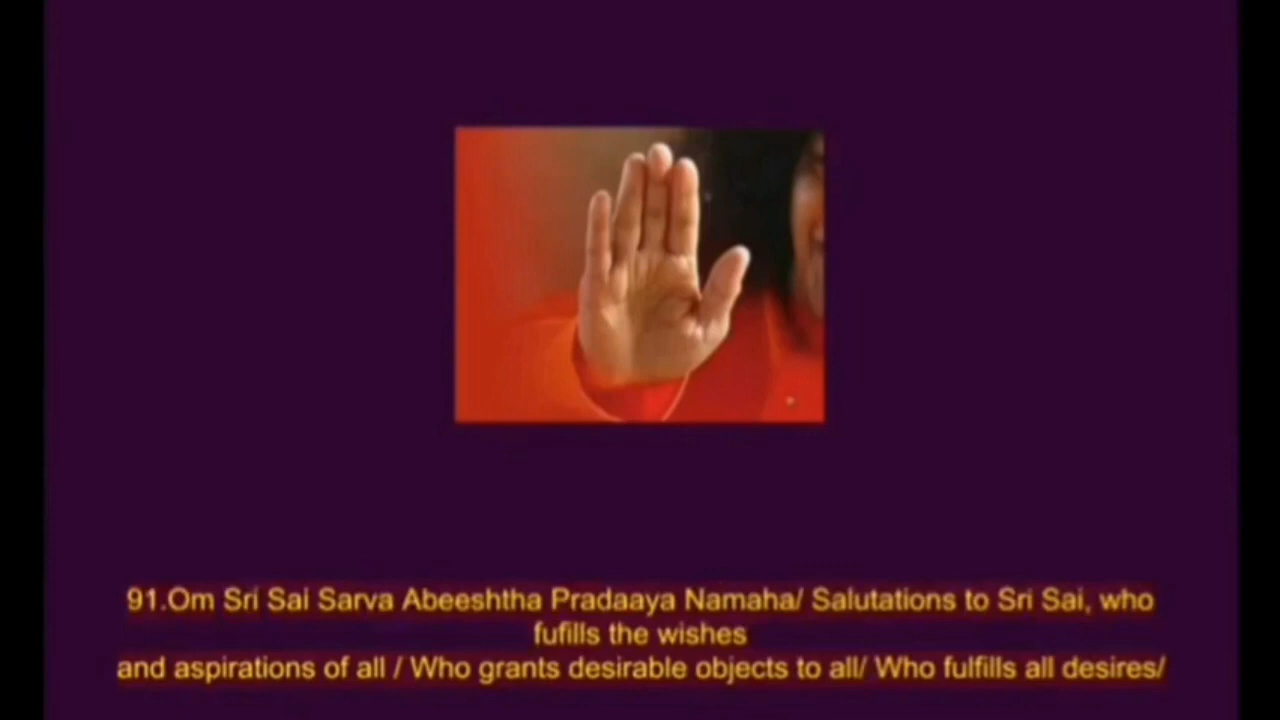 91.Om Sri Sai Sarva Abeeshtha Pradaaya Namaha/ Salutations to Sri Sai, who
fufills the wishes
and aspirations of all / Who grants desirable objects to all/ Who fulfills all desires/